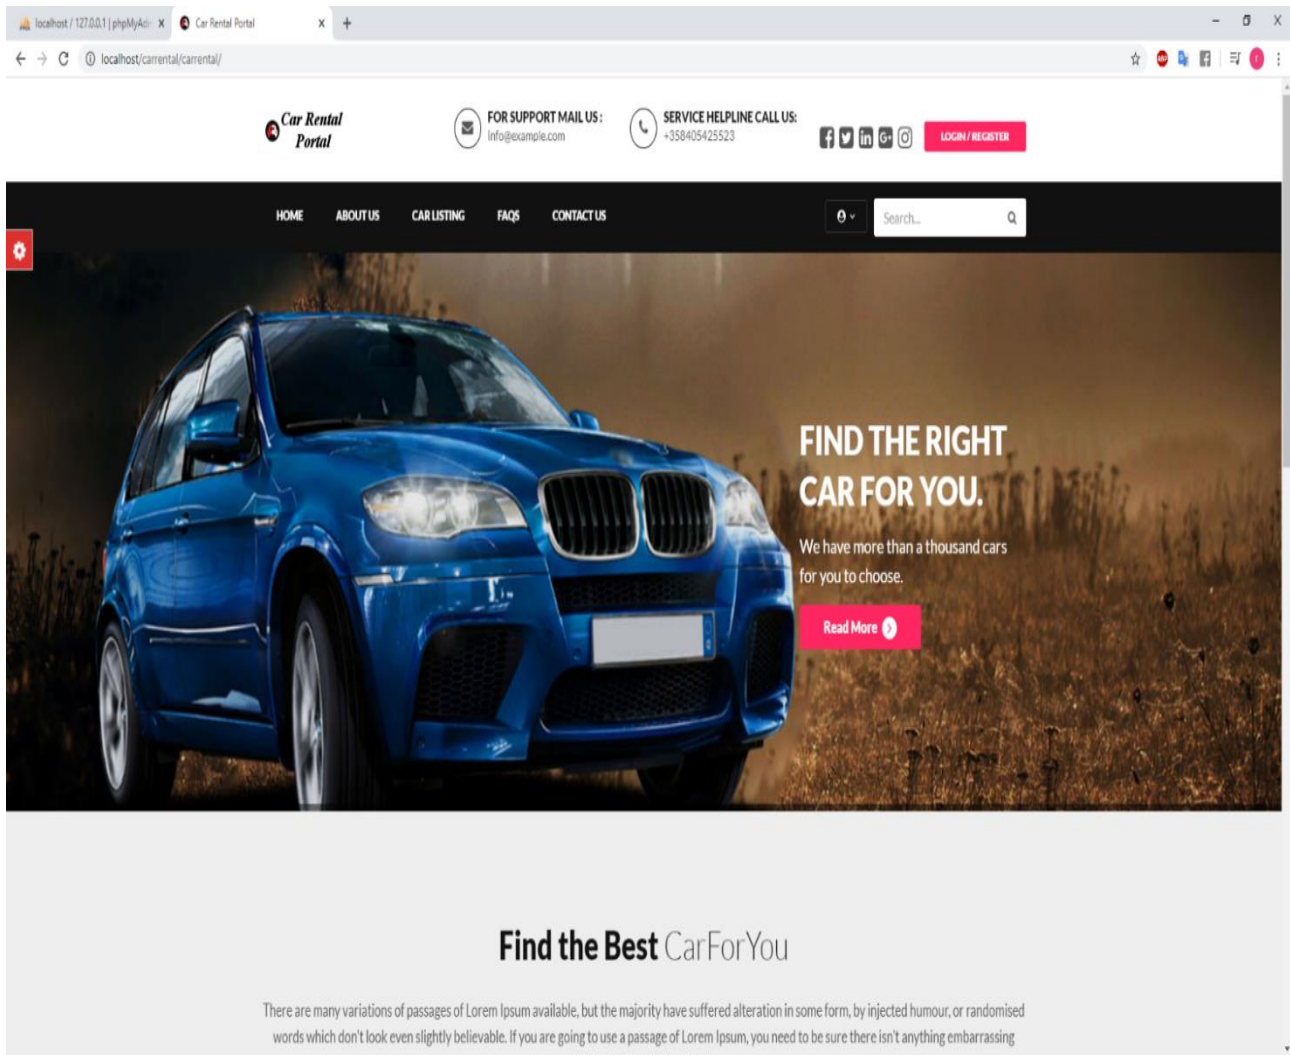 localhost / 127.0.0.1 | phpMyAdm
Car Rental Portal
localhost/carrental/carrental/
Car Rental
Portal
FOR SUPPORT MAIL US :
info@example.com
SERVICE HELPLINE CALL US:
+358405425523
LOGIN / REGISTER
HOME
ABOUT US
CAR LISTING
FAQS
CONTACT US
Search...
FIND THE RIGHT
CAR FOR YOU.
We have more than a thousand cars
for you to choose.
Read More
Find the Best CarForYou
There are many variations of passages of Lorem Ipsum available, but the majority have suffered alteration in some form, by injected humour, or randomised
words which don't look even slightly believable. If you are going to use a passage of Lorem Ipsum, you need to be sure there isn't anything embarrassing